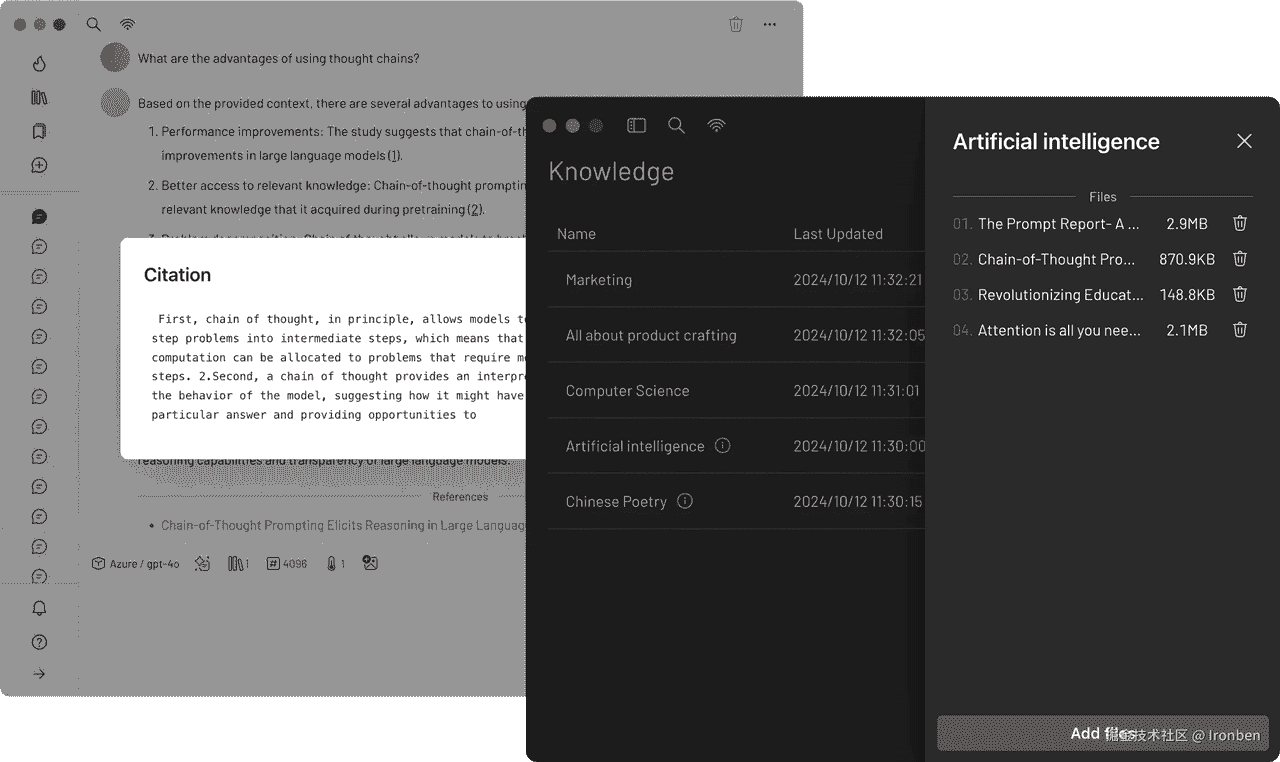 What are the advantages of using thought chains?
Based on the provided context, there are several advantages to using
1. Performance improvements: The study suggests that chain-of-th
improvements in large language models (1).
2. Better access to relevant knowledge: Chain-of-thought promptin
relevant knowledge that it acquired during pretraining (2).
Citation
First, chain of thought, in principle, allows models to
step problems into intermediate steps, which means that
computation can be allocated to problems that require mo
steps. 2.Second, a chain of thought provides an interpre
the behavior of the model, suggesting how it might have
particular answer and providing opportunities to
reasoning capabilities and transparency of large language models.
References
• Chain-of-Thought Prompting Elicits Reasoning in Large Languag
Azure / gpt-4o 1 4096 1
Knowledge
Name Last Updated
Marketing 2024/10/12 11:32:21
All about product crafting 2024/10/12 11:32:05
Computer Science 2024/10/12 11:31:01
Artificial intelligence 2024/10/12 11:30:00
Chinese Poetry 2024/10/12 11:30:15
Artificial intelligence
Files
01. The Prompt Report- A ... 2.9MB
02. Chain-of-Thought Pro... 870.9KB
03. Revolutionizing Educat... 148.8KB
04. Attention is all you nee... 2.1MB
Add files
掘金技术社区 @ Ironben